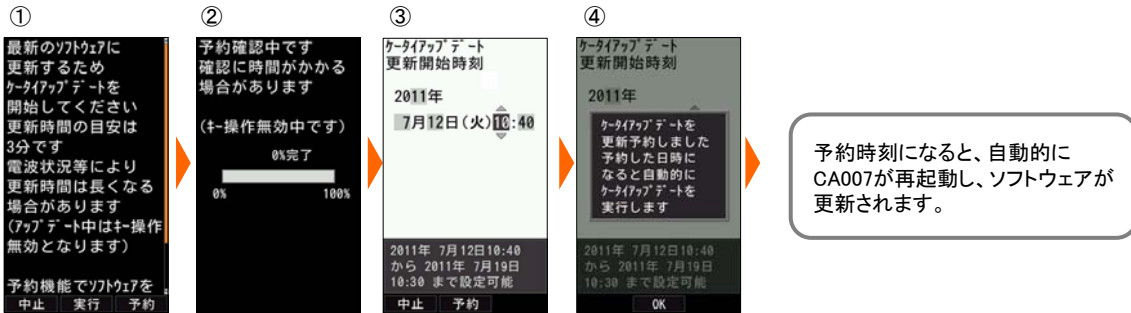 ①
最新のｿﾌﾄｳｪｱに
更新するため
ｹｰﾀｲｱｯﾌﾟﾃﾞｰﾄを
開始してください
更新時間の目安は
3分です
電波状況等により
更新時間は長くなる
場合があります
(ｱｯﾌﾟﾃﾞｰﾄ中はｷｰ操作
無効となります)
予約機能でｿﾌﾄｳｪｱを
中止 実行 予約
②
予約確認中です
確認に時間がかかる
場合があります
(ｷｰ操作無効中です)
0%完了
0% 100%
③
ｹｰﾀｲｱｯﾌﾟﾃﾞｰﾄ
更新開始時刻
2011年
7月12日(火)10:40
2011年 7月12日10:40
から 2011年 7月19日
10:30 まで設定可能
中止 予約
④
ｹｰﾀｲｱｯﾌﾟﾃﾞｰﾄ
更新開始時刻
2011年
ｹｰﾀｲｱｯﾌﾟﾃﾞｰﾄを
更新予約しました
予約した日時に
なると自動的に
ｹｰﾀｲｱｯﾌﾟﾃﾞｰﾄを
実行します
2011年 7月12日10:40
から 2011年 7月19日
10:30 まで設定可能
OK
予約時刻になると、自動的に
CA007が再起動し、ソフトウェアが
更新されます。